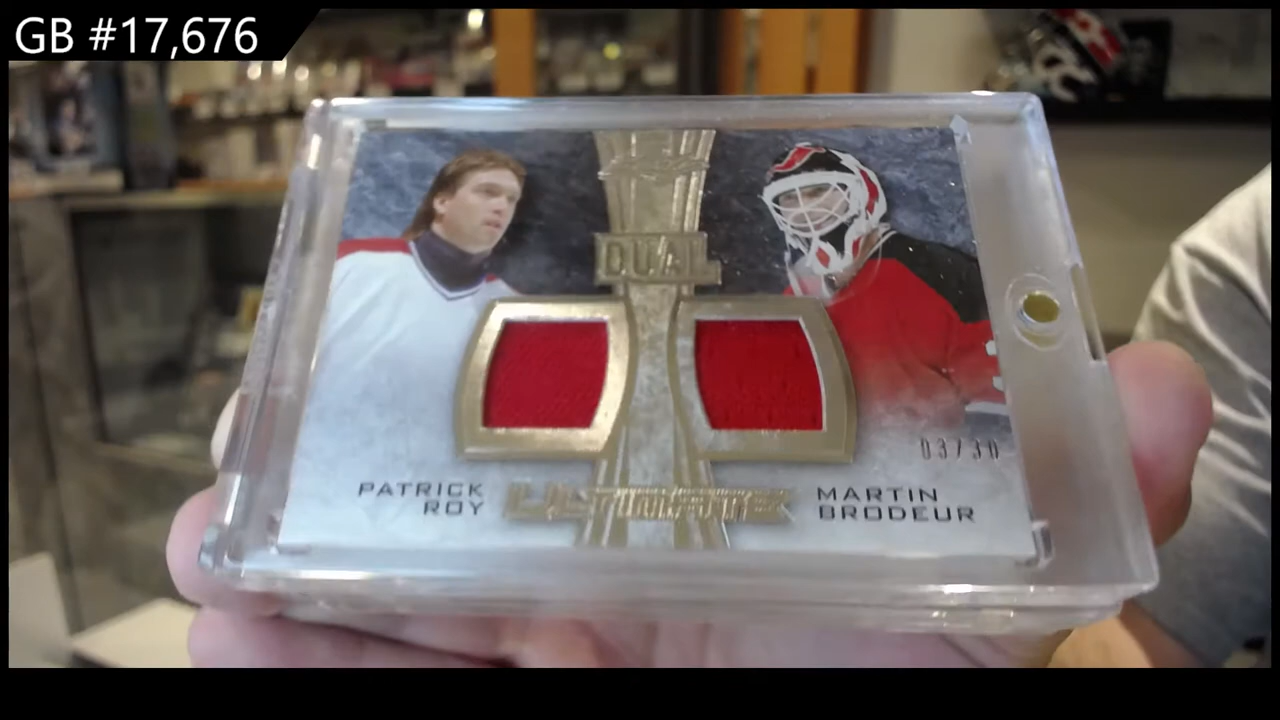 GB #17,676
DUAL
03/30
PATRICK
ROY
ULTIMATE
MARTIN
BRODEUR